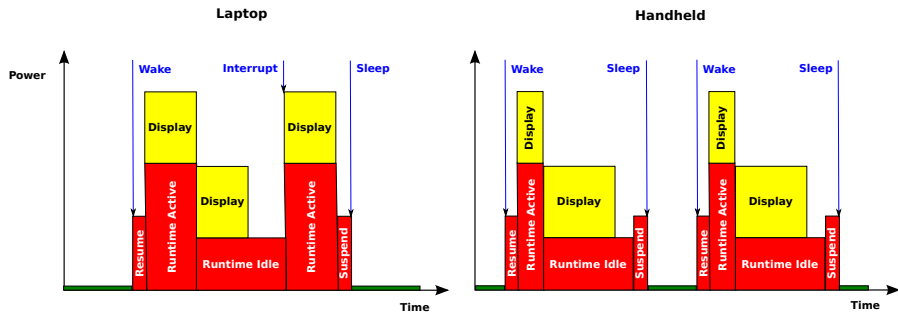 Laptop
Handheld
Power
Wake
Interrupt
Sleep
Display
Display
Display
Resume
Runtime Active
Runtime Idle
Runtime Active
Suspend
Time
Wake
Sleep
Wake
Sleep
Display
Display
Display
Display
Resume
Runtime Active
Runtime Idle
Suspend
Resume
Runtime Active
Runtime Idle
Suspend
Time